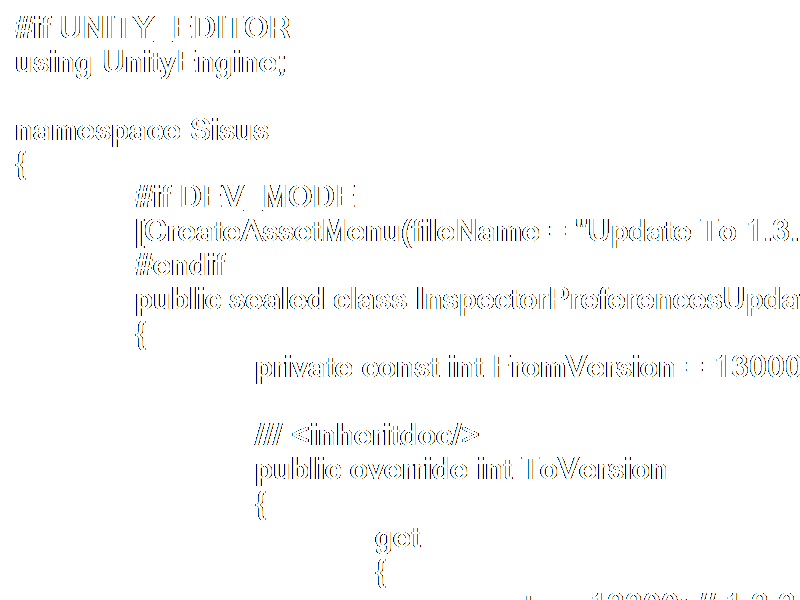 #if UNITY_EDITOR
using UnityEngine;
namespace Sisus
{
#if DEV_MODE
[CreateAssetMenu(fileName = "Update To 1.3.
#endif
public sealed class InspectorPreferencesUpda
{
private const int FromVersion = 13000
/// <inheritdoc/>
public override int ToVersion
{
get
{